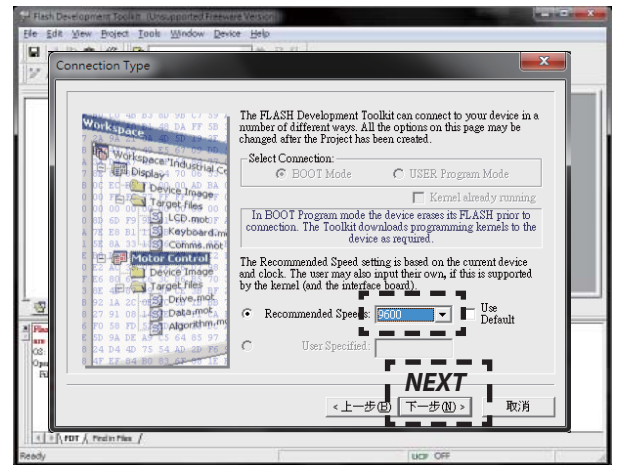 Flash Development Toolkit (Unsupported Freeware Version)
File Edit View Project Tools Window Device Help
Connection Type
Workspace
Workspace 'Industrial Co
Display
Device Image
Target files
LCD.mot
Keyboard.m
Comms.mot
Motor Control
Device Image
Target files
Drive.mot
Data.mot
Algorithm.m
The FLASH Development Toolkit can connect to your device in a
number of different ways. All the options on this page may be
changed after the Project has been created.
Select Connection:
BOOT Mode USER Program Mode
Kernel already running
In BOOT Program mode the device erases its FLASH prior to
connection. The Toolkit downloads programming kernels to the
device as required.
The Recommended Speed setting is based on the current device
and clock. The user may also input their own, if this is supported
by the kernel (and the interface board).
Recommended Speeds: 9600 Use
Default
User Specified:
NEXT
<上一步(B) 下一步(N)> 取消
FDT Find in Files
Ready UCP OFF